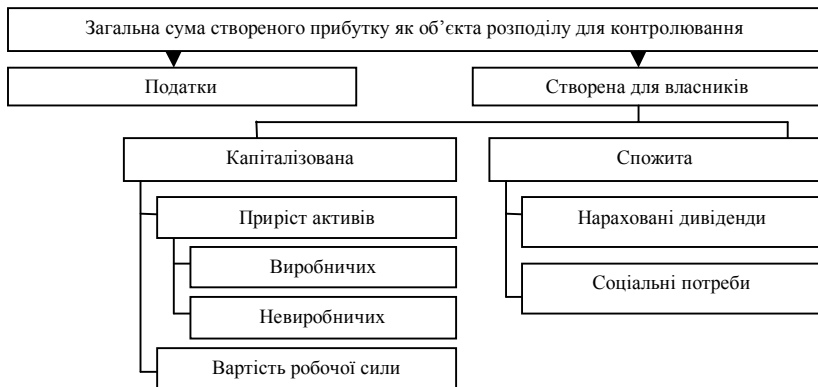 Загальна сума створеного прибутку як об’єкта розподілу для контролювання
Податки
Створена для власників
Капіталізована
Спожита
Приріст активів
Нараховані дивіденди
Виробничих
Соціальні потреби
Невиробничих
Вартість робочої сили